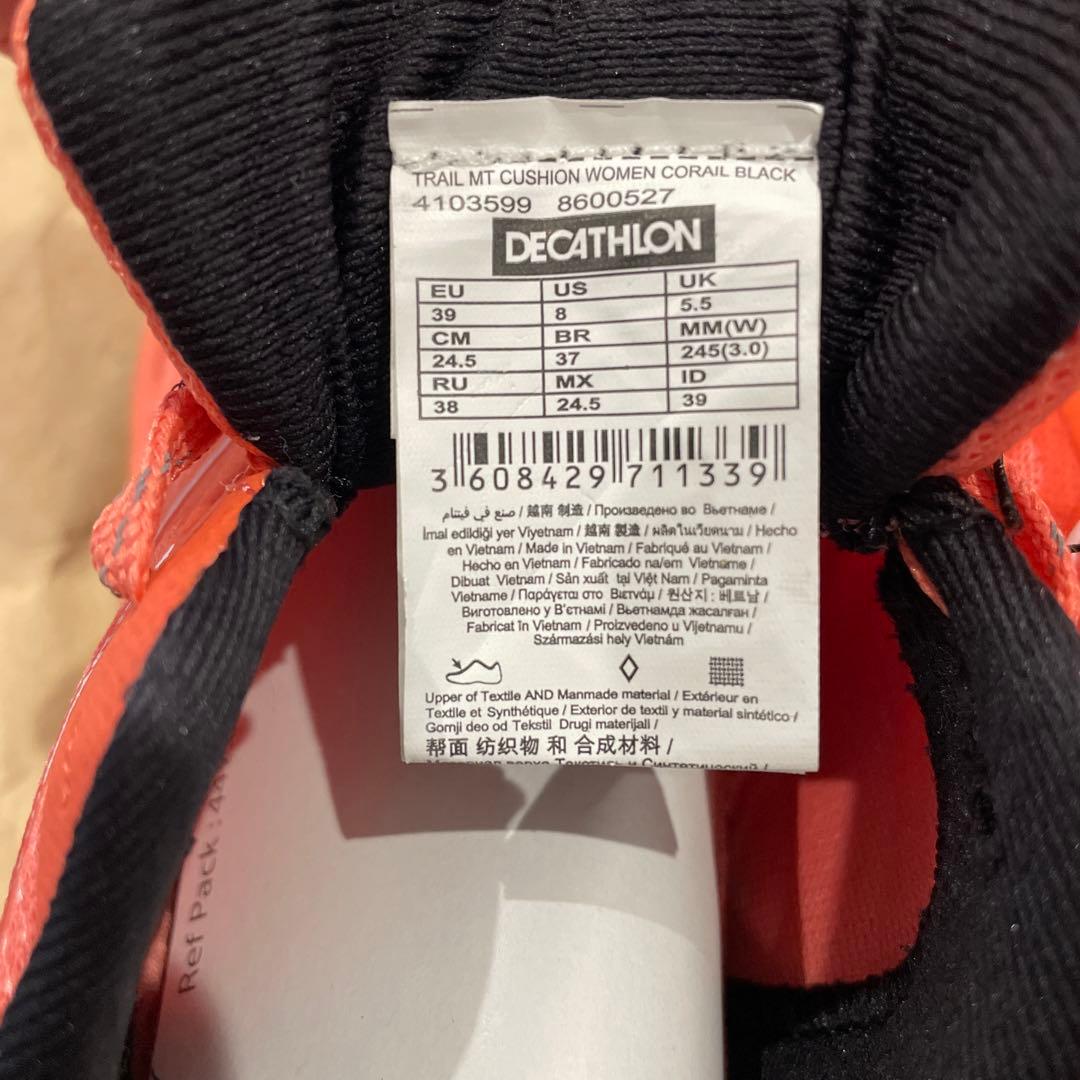 TRAIL MT CUSHION WOMEN CORAIL BLACK
4103599 8600527
DECATHLON
EU US UK
39 8 5.5
CM BR MM(W)
24.5 37 245(3.0)
RU MX ID
38 24.5 39
3 608429 711339
صنع في فيتنام / 越南 制造 / Произведено во Виетнаме /
İmal edildiği yer Viyetnam / 越南 製造 / ผลิตในเวียดนาม / Hecho
en Vietnam / Made in Vietnam / Fabriqué au Vietnam /
Hecho en Vietnam / Fabricado na/em Vietname /
Dibuat Vietnam / Sản xuất tại Việt Nam / Pagaminta
Vietname / Παράγεται στο Βιετνάμ / 원산지 : 베트남 /
Виготовлено у В'єтнамі / Вьетнамда жасалған /
Fabricat în Vietnam / Proizvedeno u Vijetnamu /
Származási hely Vietnám
Upper of Textile AND Manmade material / Extérieur en
Textile et Synthétique / Exterior de textil y material sintético /
Gornji deo od Tekstil Drugi materijali /
帮面 纺织物 和 合成材料 /
Материал верха Текстиль и Синтетический /
Ref Pack : 44